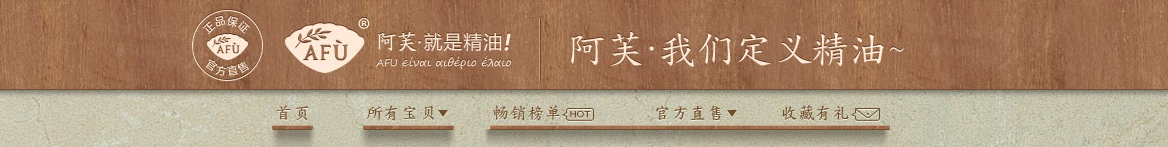 正品保证
AFÙ
官方直售
AFÙ
®
阿芙·就是精油!
AFU είναι αιθέριο έλαιο
阿芙·我们定义精油~
首页
所有宝贝▼
畅销榜单
HOT
官方直售▼
收藏有礼